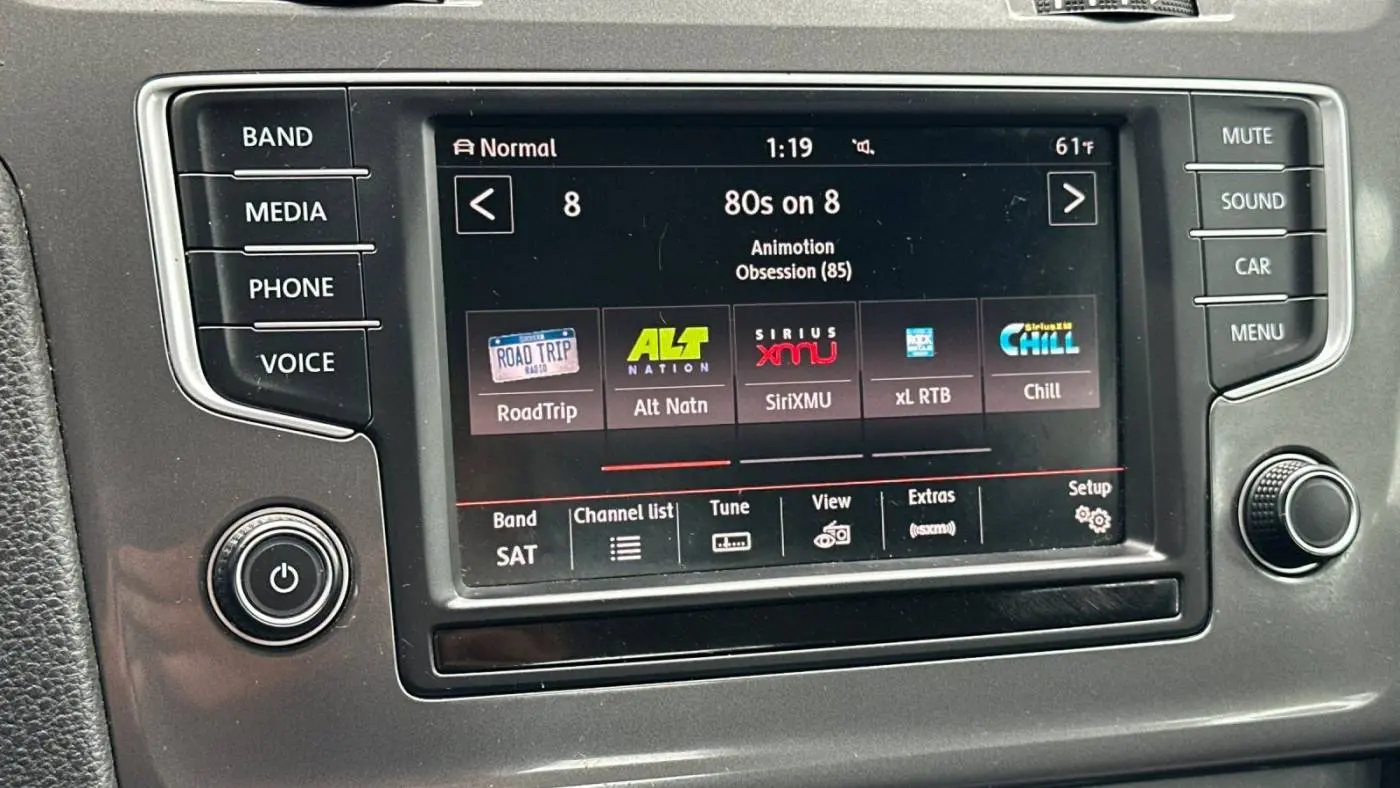 BAND
MEDIA
PHONE
VOICE
Normal
1:19
61°F
8
80s on 8
Animotion
Obsession (85)
ROAD TRIP
RADIO
RoadTrip
ALT
NATION
Alt Natn
SIRIUS
XMU
SiriXMU
xL RTB
SiriusXM
CHILL
Chill
Band
SAT
Channel list
Tune
View
Extras
((sxm))
Setup
MUTE
SOUND
CAR
MENU